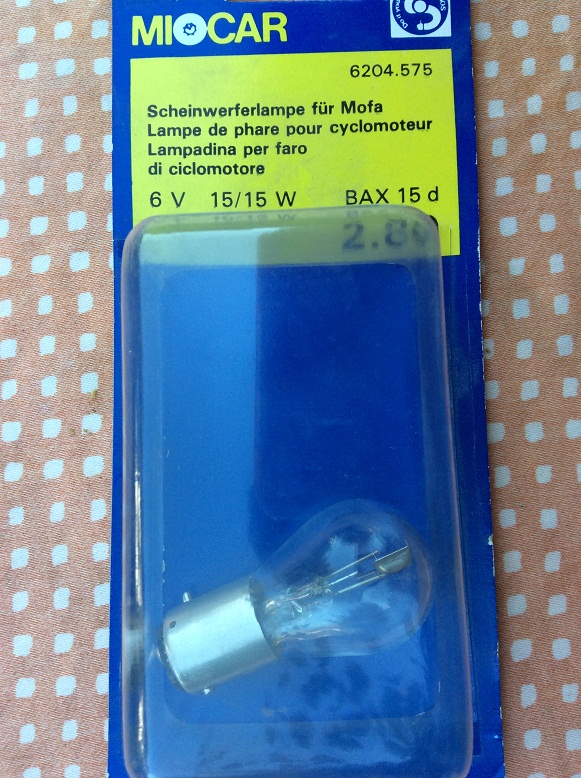 MIOCAR
6204.575
Scheinwerferlampe für Mofa
Lampe de phare pour cyclomoteur
Lampadina per faro
di ciclomotore
6 V 15/15 W BAX 15 d